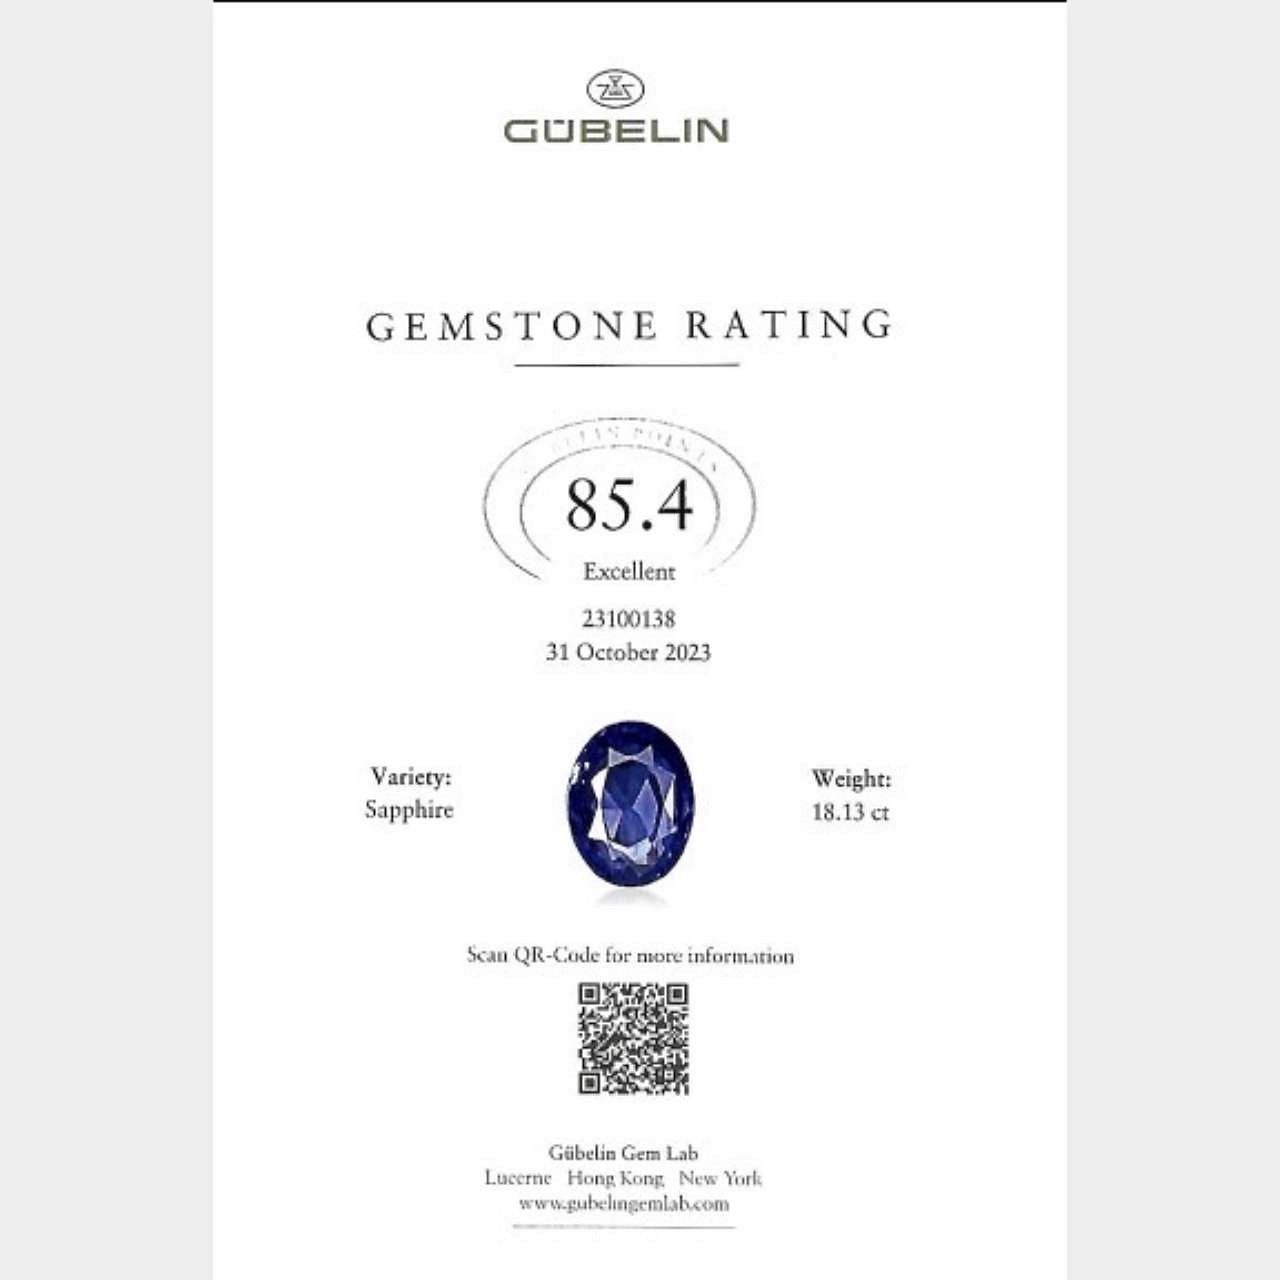 GÜBELIN
GEMSTONE RATING
POINTS
85.4
Excellent
23100138
31 October 2023
Variety:
Sapphire
Weight:
18.13 ct
Scan QR-Code for more information
Gübelin Gem Lab
Lucerne Hong Kong New York
www.gubelingemlab.com